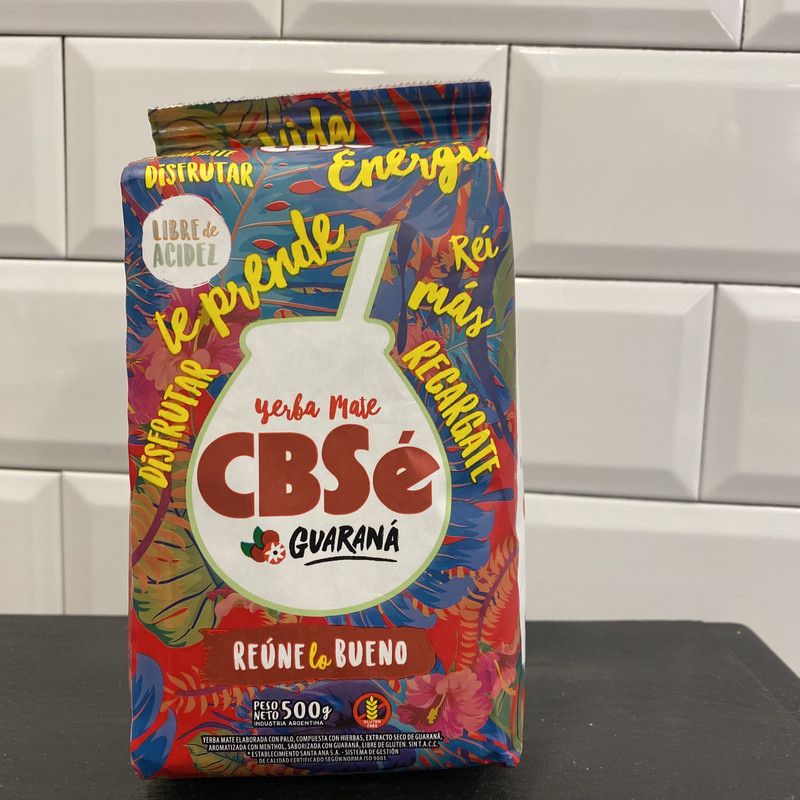 Vida
CBSé
RECARGATE
DISFRUTAR
Energía
LIBRE de
ACIDEZ
te prende
Reí
más
DISFRUTAR
RECARGATE
yerba Mate
CBSé
GUARANÁ
REÚNE lo BUENO
PESO
NETO 500g
INDUSTRIA ARGENTINA
GLUTEN
FREE
YERBA MATE ELABORADA CON PALO, COMPUESTA CON HIERBAS, EXTRACTO SECO DE GUARANÁ,
AROMATIZADA CON MENTHOL, SABORIZADA CON GUARANÁ, LIBRE DE GLUTEN. SIN T.A.C.C.
* ESTABLECIMIENTO SANTA ANA S.A. - SISTEMA DE GESTIÓN
DE CALIDAD CERTIFICADO SEGÚN NORMA ISO 9001.